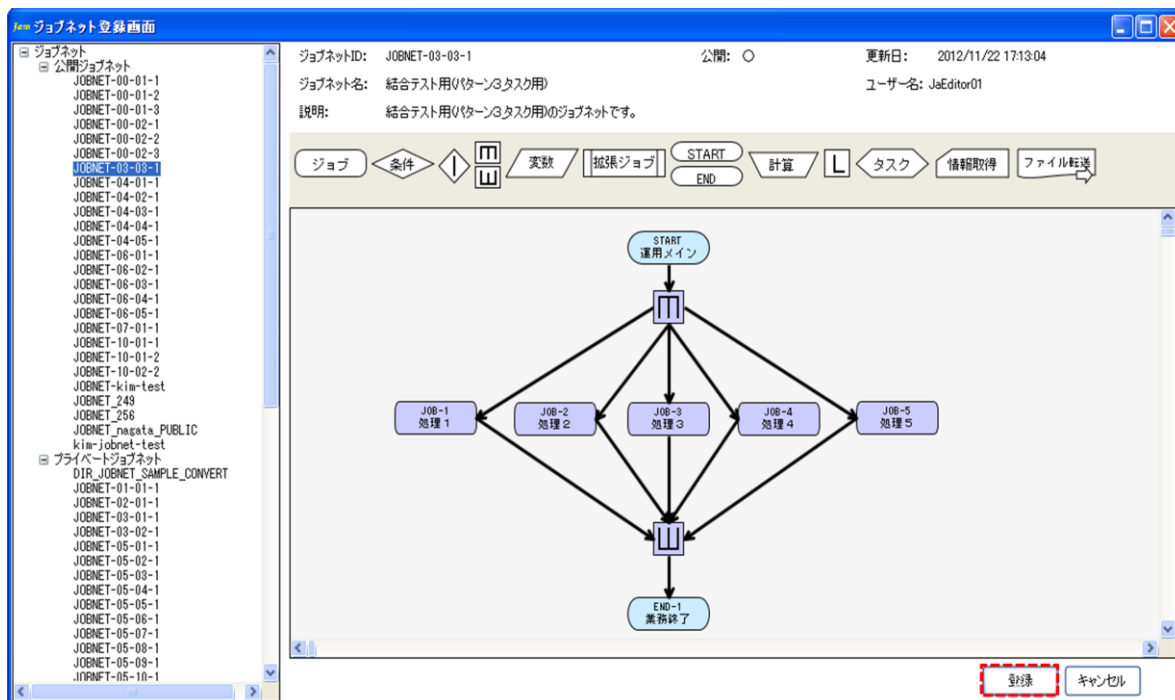 Jam ジョブネット登録画面
ジョブネット
公開ジョブネット
JOBNET-00-01-1
JOBNET-00-01-2
JOBNET-00-01-3
JOBNET-00-02-1
JOBNET-00-02-2
JOBNET-00-02-3
JOBNET-03-03-1
JOBNET-04-01-1
JOBNET-04-02-1
JOBNET-04-03-1
JOBNET-04-04-1
JOBNET-04-05-1
JOBNET-06-01-1
JOBNET-06-02-1
JOBNET-06-03-1
JOBNET-06-04-1
JOBNET-06-05-1
JOBNET-07-01-1
JOBNET-10-01-1
JOBNET-10-01-2
JOBNET-10-02-2
JOBNET-kim-test
JOBNET_249
JOBNET_256
JOBNET_nagata_PUBLIC
kim-jobnet-test
プライベートジョブネット
DIR_JOBNET_SAMPLE_CONVERT
JOBNET-01-01-1
JOBNET-02-01-1
JOBNET-03-01-1
JOBNET-03-02-1
JOBNET-05-01-1
JOBNET-05-02-1
JOBNET-05-03-1
JOBNET-05-04-1
JOBNET-05-05-1
JOBNET-05-06-1
JOBNET-05-07-1
JOBNET-05-08-1
JOBNET-05-09-1
JOBNET-05-10-1
ジョブネットID: JOBNET-03-03-1 公開: ○ 更新日: 2012/11/22 17:13:04
ジョブネット名: 結合テスト用(パターン3_タスク用) ユーザー名: JaEditor01
説明: 結合テスト用(パターン3_タスク用)のジョブネットです。
ジョブ 条件 変数 拡張ジョブ START END 計算 L タスク 情報取得 ファイル転送
START
運用メイン
JOB-1
処理1
JOB-2
処理2
JOB-3
処理3
JOB-4
処理4
JOB-5
処理5
END-1
業務終了
登録 キャンセル